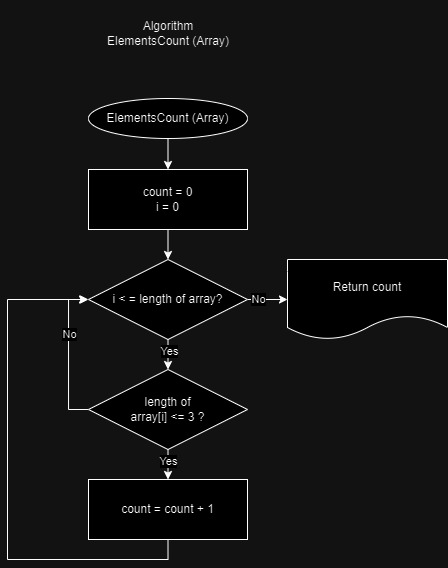 Algorithm
ElementsCount (Array)
ElementsCount (Array)
count = 0
i = 0
i < = length of array?
No
Return count
No
Yes
length of
array[i] <= 3 ?
Yes
count = count + 1